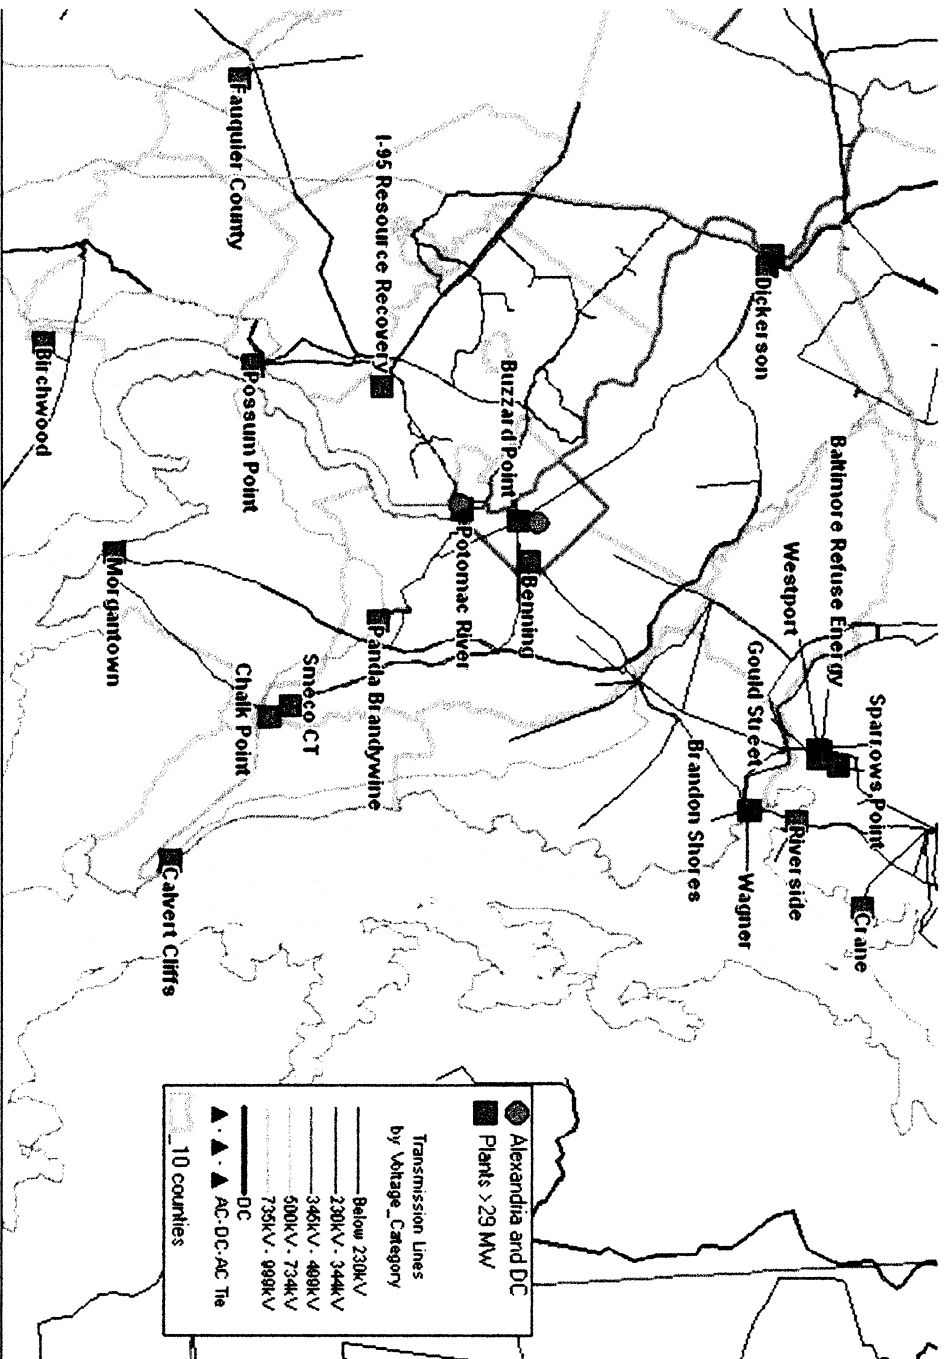 Fauquier County
I-95 Resource Recovery
Dickerson
Birchwood
Possum Point
Buzzard Point
Baltimore Refuse Energy
Potomac River
Benning
Westport
Morgantown
Panda Brandywine
Smeco CT
Chalk Point
Gould Street
Sparrows Point
Brandon Shores
Riverside
Wagner
Crane
Calvert Cliffs
Alexandria and DC
Plants >29 MW
Transmission Lines
by Voltage_Category
Below 230kV
230kV - 344kV
345kV - 499kV
500kV - 734kV
735kV - 999kV
DC
AC-DC-AC Tie
_10 counties